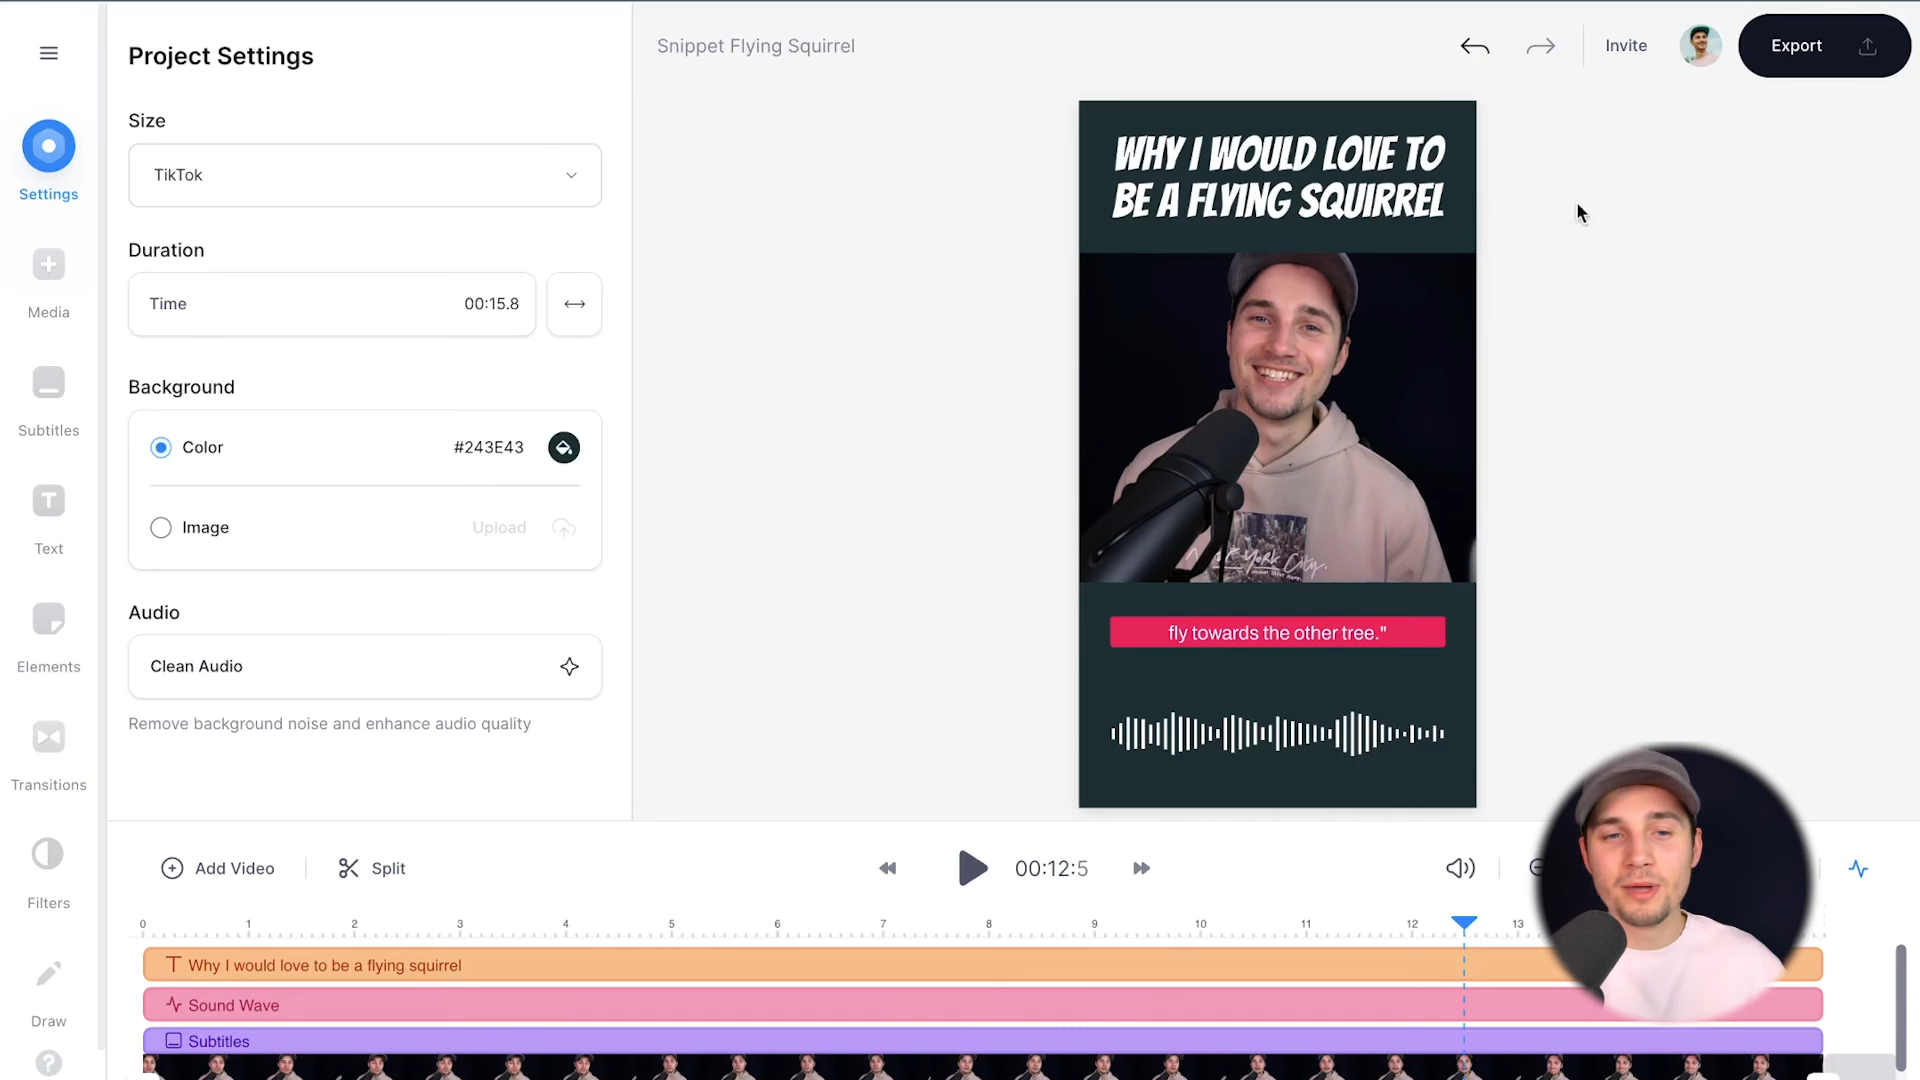 Project Settings
Snippet Flying Squirrel
Invite
Export
Settings
Media
Subtitles
Text
Elements
Transitions
Filters
Draw
Size
TikTok
Duration
Time 00:15.8
Background
Color #243E43
Image Upload
Audio
Clean Audio
Remove background noise and enhance audio quality
WHY I WOULD LOVE TO
BE A FLYING SQUIRREL
New York City.
fly towards the other tree."
Add Video
Split
00:12:5
0 1 2 3 4 5 6 7 8 9 10 11 12 13
Why I would love to be a flying squirrel
Sound Wave
Subtitles